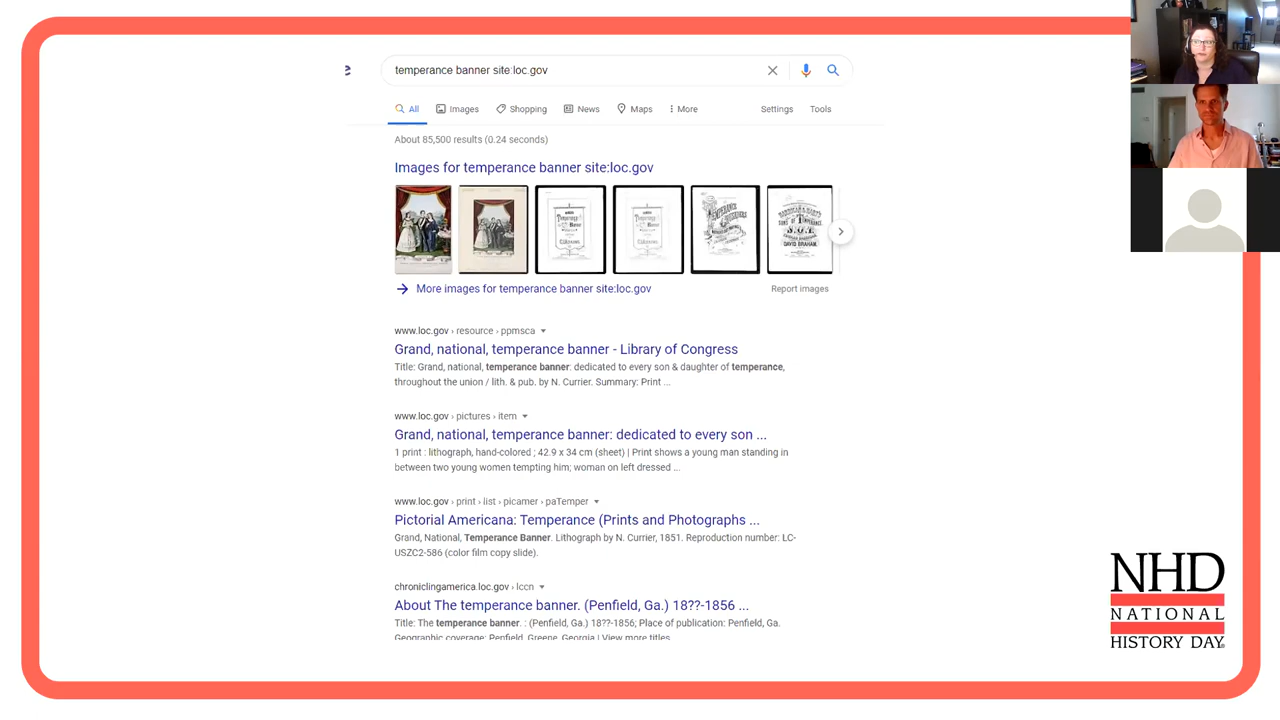 e
temperance banner site:loc.gov
All Images Shopping News Maps More Settings Tools
About 85,500 results (0.24 seconds)
Images for temperance banner site:loc.gov
More images for temperance banner site:loc.gov Report images
www.loc.gov › resource › ppmsca
Grand, national, temperance banner - Library of Congress
Title: Grand, national, temperance banner: dedicated to every son & daughter of temperance,
throughout the union / lith. & pub. by N. Currier. Summary: Print ...
www.loc.gov › pictures › item
Grand, national, temperance banner: dedicated to every son ...
1 print : lithograph, hand-colored ; 42.9 x 34 cm (sheet) | Print shows a young man standing in
between two young women tempting him; woman on left dressed ...
www.loc.gov › print › list › picamer › paTemper
Pictorial Americana: Temperance (Prints and Photographs ...
Grand, National, Temperance Banner. Lithograph by N. Currier, 1851. Reproduction number: LC-
USZC2-586 (color film copy slide).
chroniclingamerica.loc.gov › lccn
About The temperance banner. (Penfield, Ga.) 18??-1856 ...
Title: The temperance banner. : (Penfield, Ga.) 18??-1856; Place of publication: Penfield, Ga.
Geographic coverage: Penfield, Greene, Georgia | View more titles
NHD
NATIONAL
HISTORY DAY